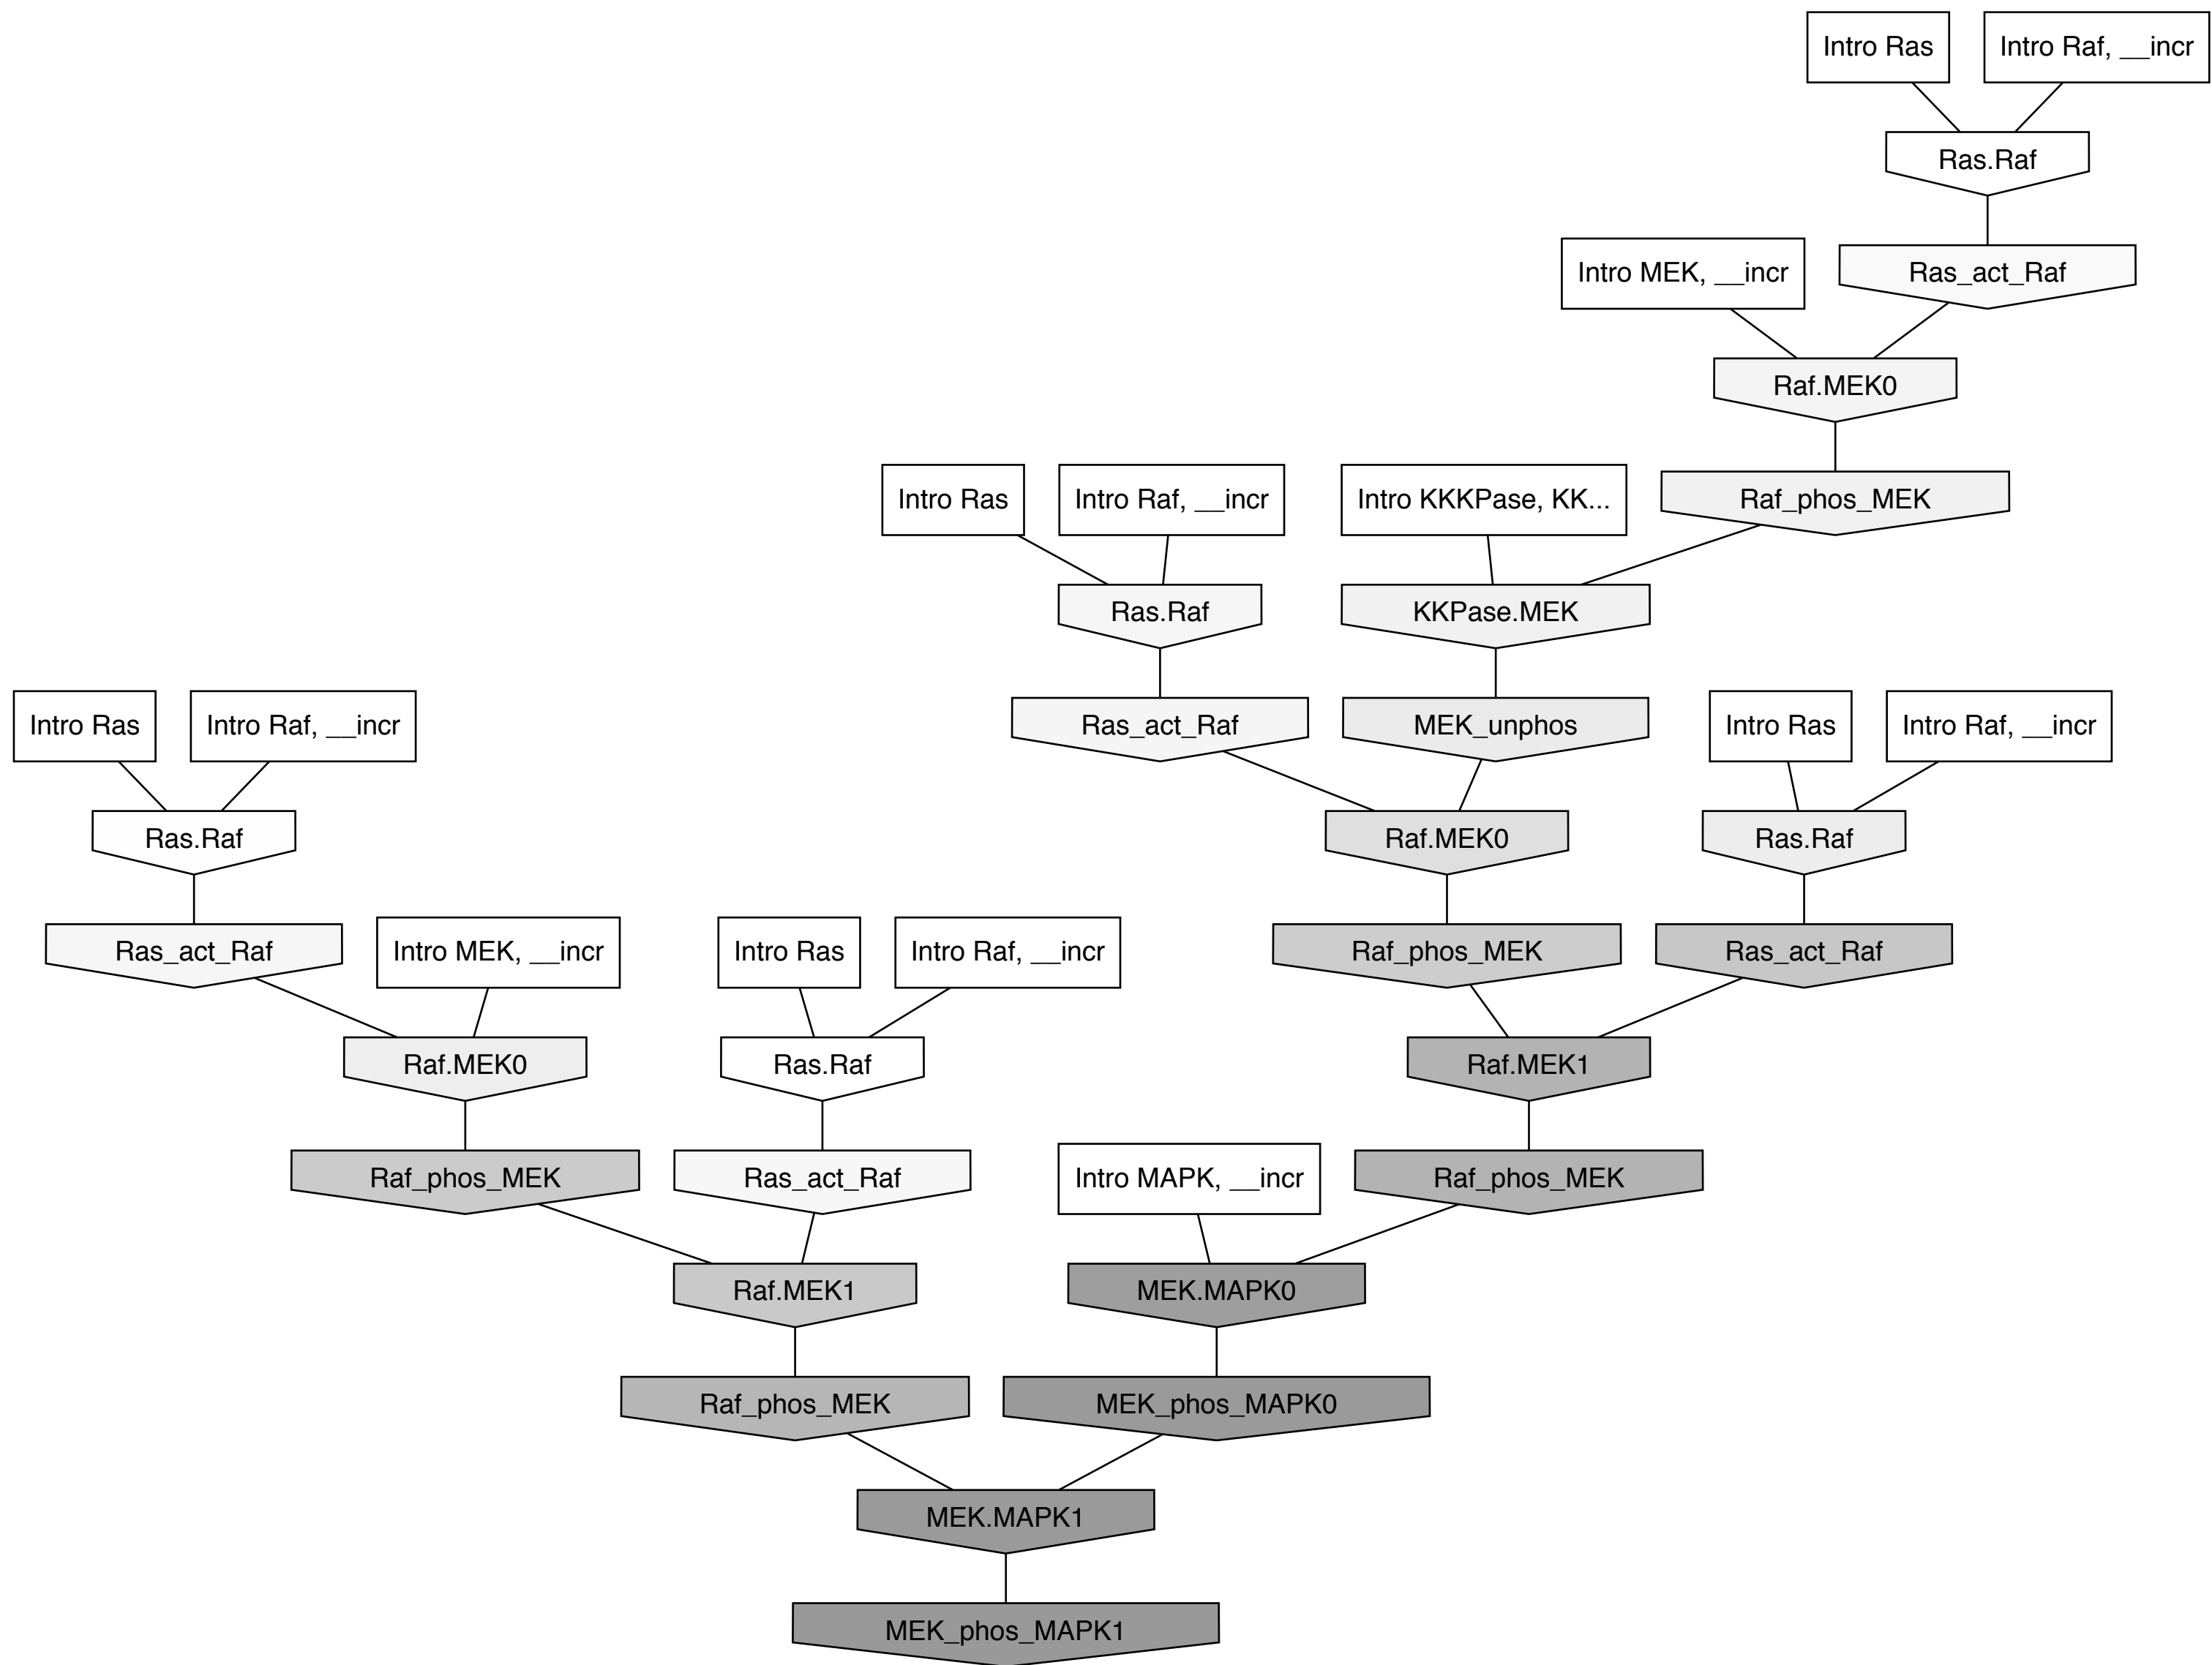 Intro Ras
Intro Raf, __incr
Ras.Raf
Intro MEK, __incr
Ras_act_Raf
Raf.MEK0
Intro Ras
Intro Raf, __incr
Intro KKKPase, KK...
Raf_phos_MEK
Ras.Raf
KKPase.MEK
Intro Ras
Intro Raf, __incr
Ras_act_Raf
MEK_unphos
Intro Ras
Intro Raf, __incr
Ras.Raf
Raf.MEK0
Ras.Raf
Ras_act_Raf
Intro MEK, __incr
Intro Ras
Intro Raf, __incr
Raf_phos_MEK
Ras_act_Raf
Raf.MEK0
Ras.Raf
Raf.MEK1
Raf_phos_MEK
Ras_act_Raf
Intro MAPK, __incr
Raf_phos_MEK
Raf.MEK1
MEK.MAPK0
Raf_phos_MEK
MEK_phos_MAPK0
MEK.MAPK1
MEK_phos_MAPK1